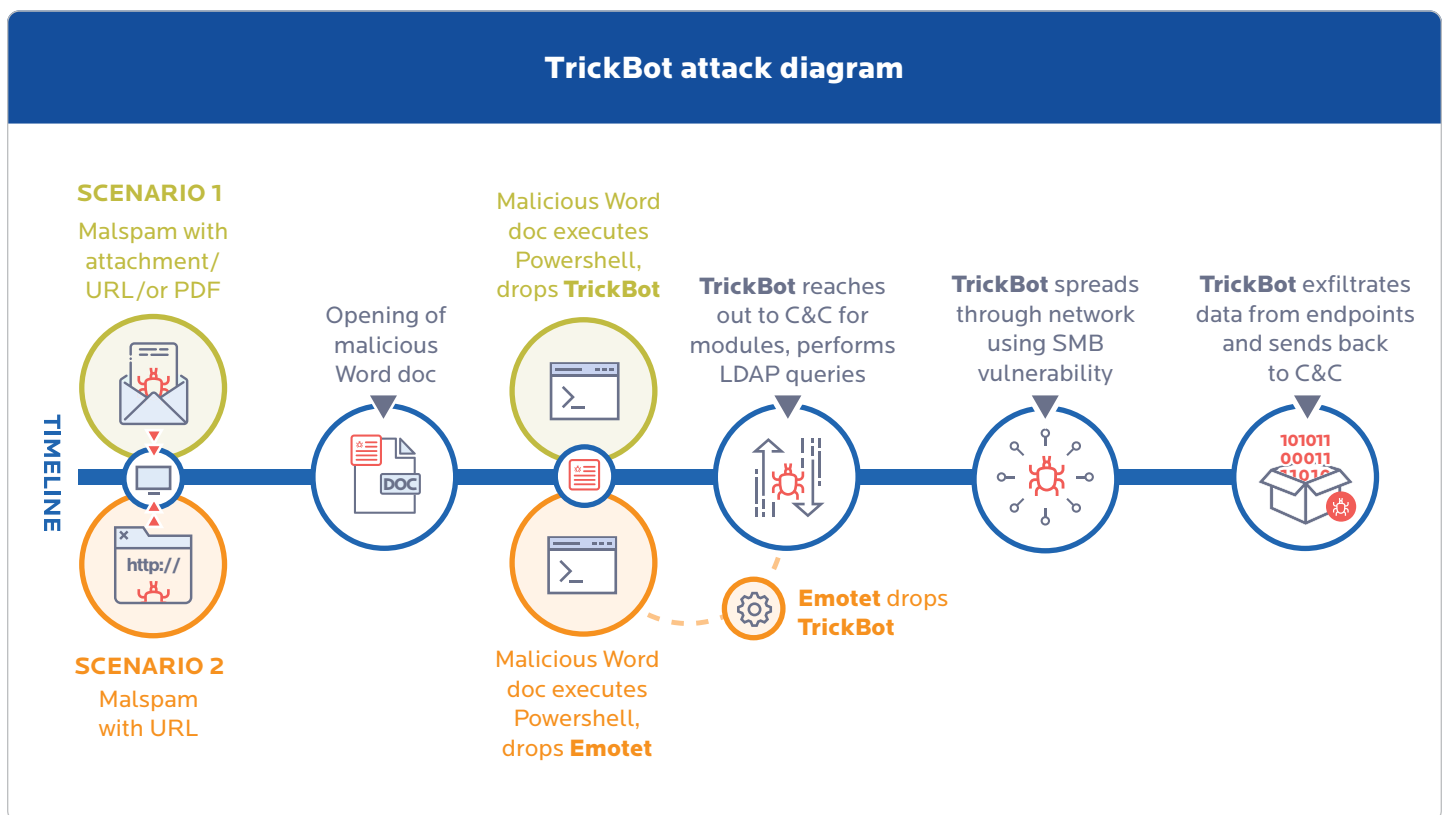 TrickBot attack diagram
SCENARIO 1
Malspam with
attachment/
URL/or PDF
TIMELINE
http://
SCENARIO 2
Malspam
with URL
Opening of
malicious
Word doc
DOC
Malicious Word
doc executes
Powershell,
drops TrickBot
>_
>_
Malicious Word
doc executes
Powershell,
drops Emotet
TrickBot reaches
out to C&C for
modules, performs
LDAP queries
Emotet drops
TrickBot
TrickBot spreads
through network
using SMB
vulnerability
TrickBot exfiltrates
data from endpoints
and sends back
to C&C
101011
00011
11010